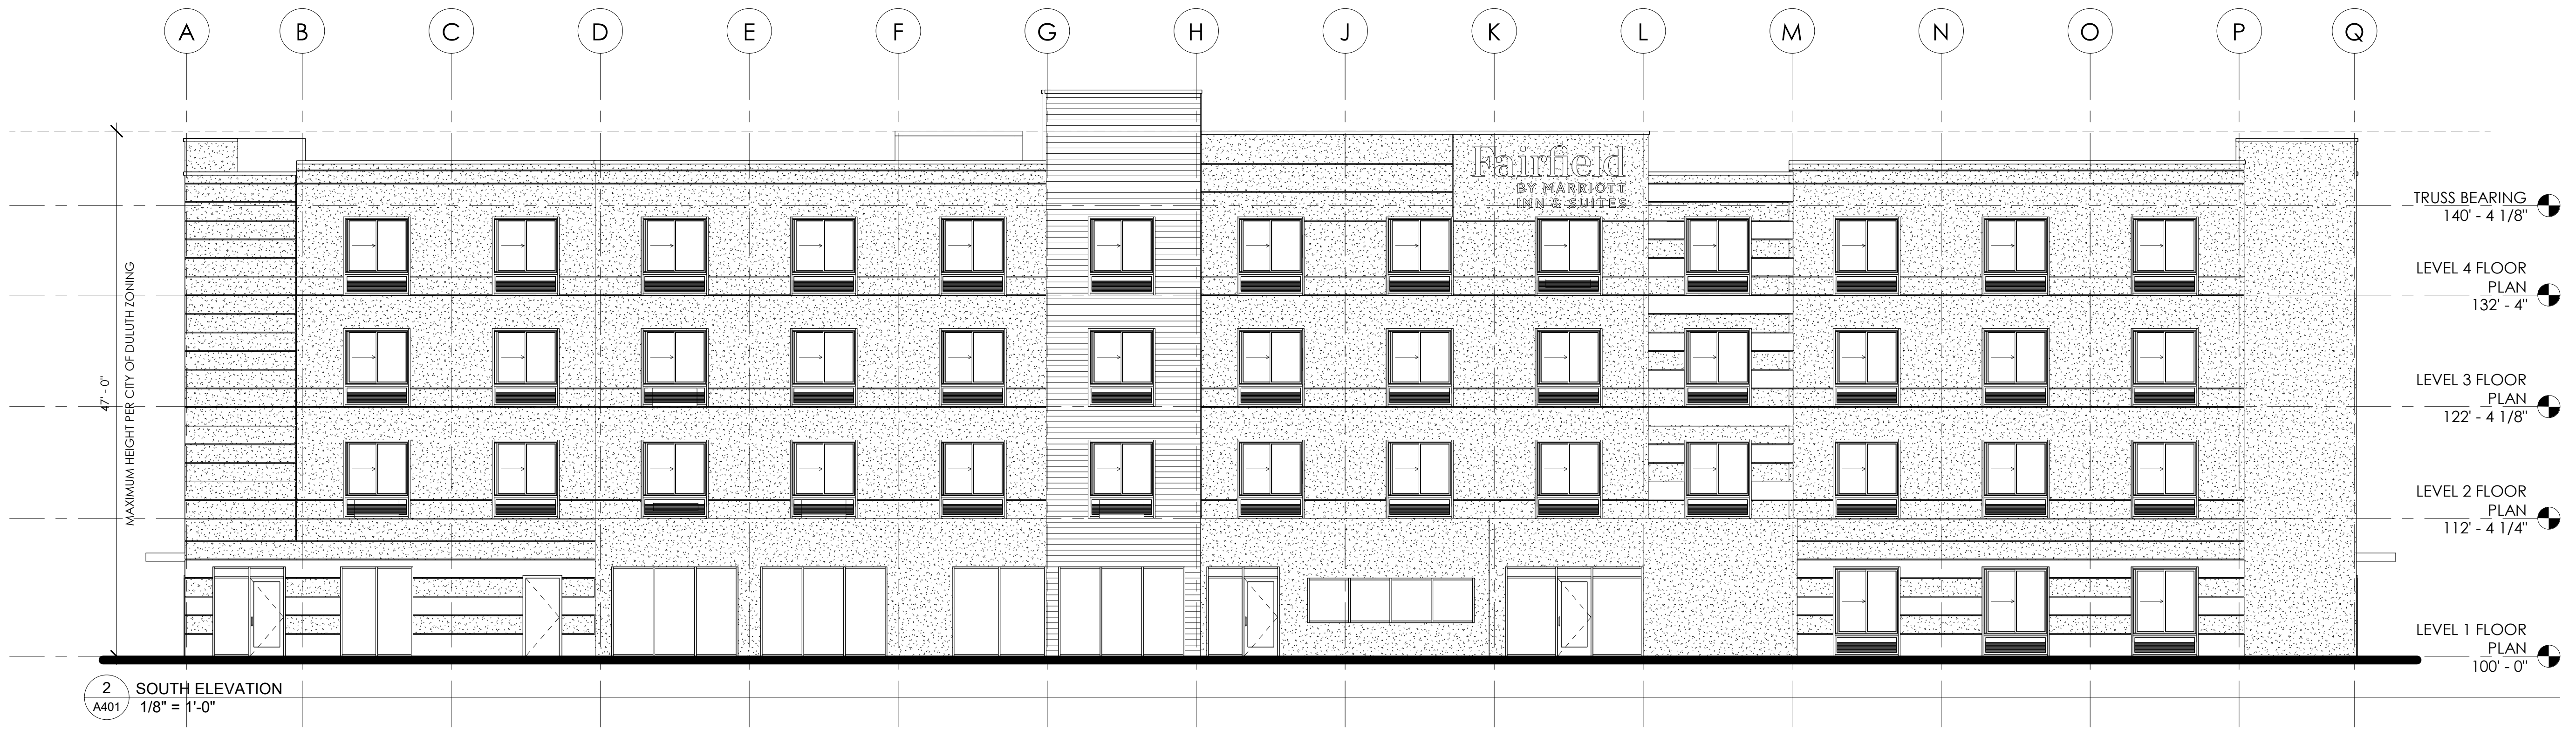 A B C D E F G H J K L M N O P Q
Fairfield
BY MARRIOTT
INN & SUITES
TRUSS BEARING
140' - 4 1/8"
LEVEL 4 FLOOR
PLAN
132' - 4"
LEVEL 3 FLOOR
PLAN
122' - 4 1/8"
LEVEL 2 FLOOR
PLAN
112' - 4 1/4"
LEVEL 1 FLOOR
PLAN
100' - 0"
47' - 0"
MAXIMUM HEIGHT PER CITY OF DULUTH ZONING
2
A401
SOUTH ELEVATION
1/8" = 1'-0"